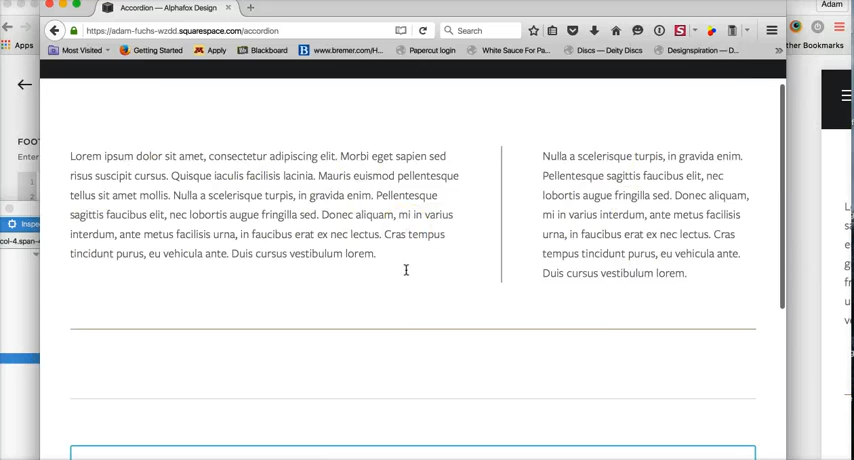 Accordion — Alphafox Design
Adam
https://adam-fuchs-wzdd.squarespace.com/accordion
Search
Apps
Most Visited
Getting Started
Apply
Blackboard
www.bremer.com/H...
Papercut login
White Sauce For Pa...
Discs — Deity Discs
Designspiration — D...
ther Bookmarks
FOOT
Enter
1
2
Inspe
col-4.span-
Lorem ipsum dolor sit amet, consectetur adipiscing elit. Morbi eget sapien sed
risus suscipit cursus. Quisque iaculis facilisis lacinia. Mauris euismod pellentesque
tellus sit amet mollis. Nulla a scelerisque turpis, in gravida enim. Pellentesque
sagittis faucibus elit, nec lobortis augue fringilla sed. Donec aliquam, mi in varius
interdum, ante metus facilisis urna, in faucibus erat ex nec lectus. Cras tempus
tincidunt purus, eu vehicula ante. Duis cursus vestibulum lorem.
Nulla a scelerisque turpis, in gravida enim.
Pellentesque sagittis faucibus elit, nec
lobortis augue fringilla sed. Donec aliquam,
mi in varius interdum, ante metus facilisis
urna, in faucibus erat ex nec lectus. Cras
tempus tincidunt purus, eu vehicula ante.
Duis cursus vestibulum lorem.